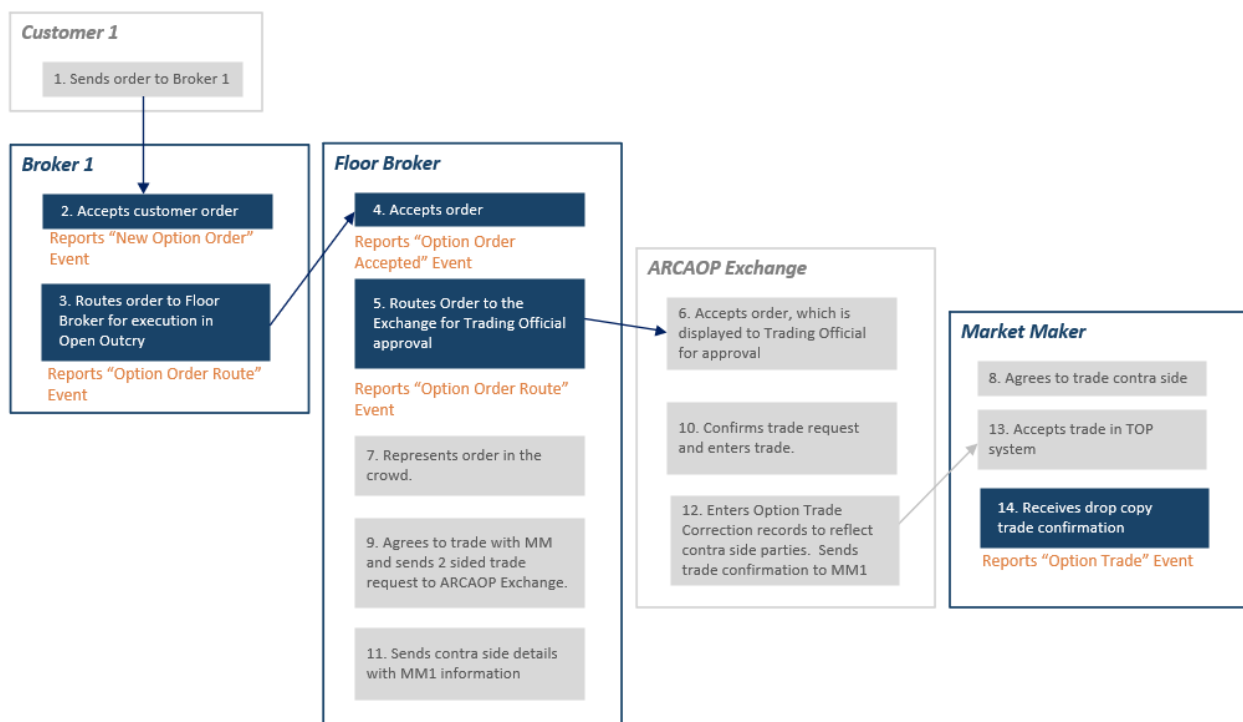 Customer 1
1. Sends order to Broker 1
Broker 1
2. Accepts customer order
Reports “New Option Order”
Event
3. Routes order to Floor
Broker for execution in
Open Outcry
Reports “Option Order Route”
Event
Floor Broker
4. Accepts order
Reports “Option Order
Accepted” Event
5. Routes Order to the
Exchange for Trading Official
approval
Reports “Option Order Route”
Event
7. Represents order in the
crowd.
9. Agrees to trade with MM
and sends 2 sided trade
request to ARCAOP Exchange.
11. Sends contra side details
with MM1 information
ARCAOP Exchange
6. Accepts order, which is
displayed to Trading Official
for approval
10. Confirms trade request
and enters trade.
12. Enters Option Trade
Correction records to reflect
contra side parties.  Sends
trade confirmation to MM1
Market Maker
8. Agrees to trade contra side
13. Accepts trade in TOP
system
14. Receives drop copy
trade confirmation
Reports “Option Trade” Event